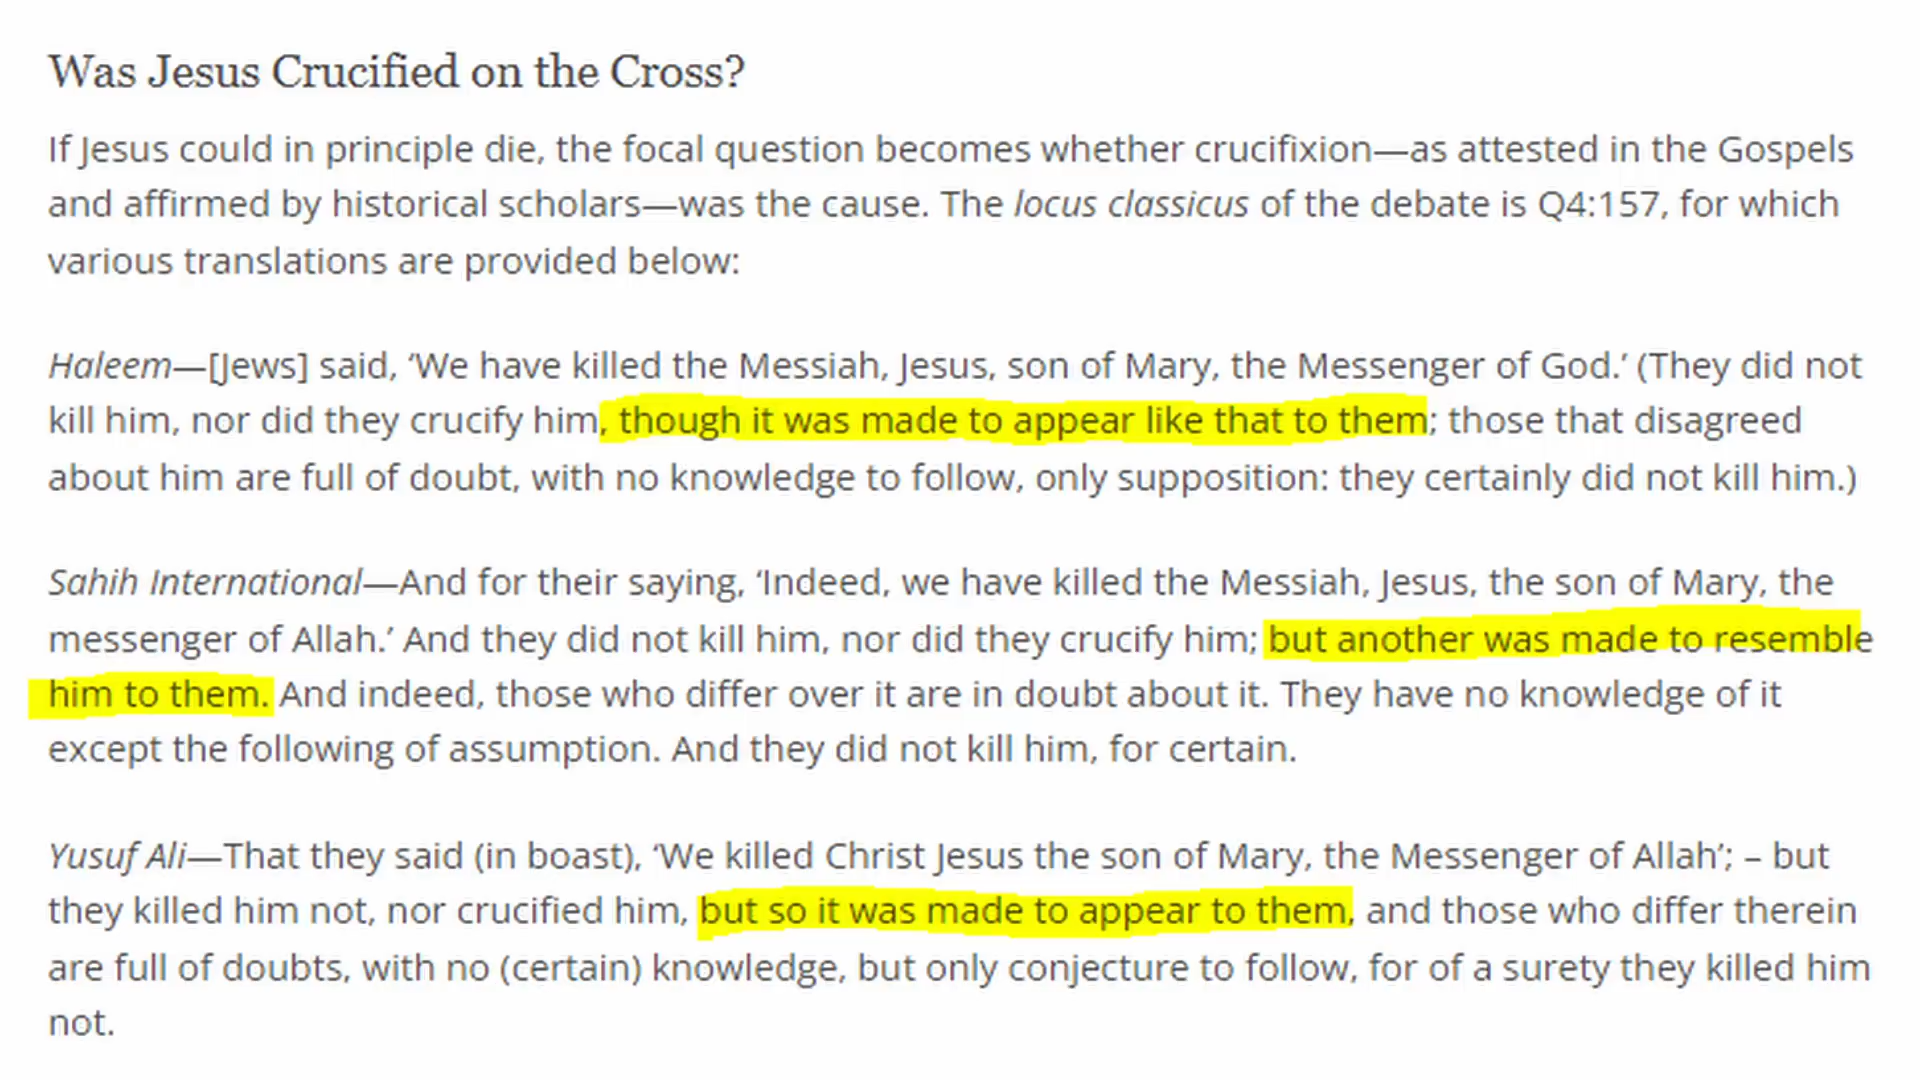 Was Jesus Crucified on the Cross?
If Jesus could in principle die, the focal question becomes whether crucifixion—as attested in the Gospels
and affirmed by historical scholars—was the cause. The locus classicus of the debate is Q4:157, for which
various translations are provided below:
Haleem—[Jews] said, ‘We have killed the Messiah, Jesus, son of Mary, the Messenger of God.’ (They did not
kill him, nor did they crucify him, though it was made to appear like that to them; those that disagreed
about him are full of doubt, with no knowledge to follow, only supposition: they certainly did not kill him.)
Sahih International—And for their saying, ‘Indeed, we have killed the Messiah, Jesus, the son of Mary, the
messenger of Allah.’ And they did not kill him, nor did they crucify him; but another was made to resemble
him to them. And indeed, those who differ over it are in doubt about it. They have no knowledge of it
except the following of assumption. And they did not kill him, for certain.
Yusuf Ali—That they said (in boast), ‘We killed Christ Jesus the son of Mary, the Messenger of Allah’; – but
they killed him not, nor crucified him, but so it was made to appear to them, and those who differ therein
are full of doubts, with no (certain) knowledge, but only conjecture to follow, for of a surety they killed him
not.